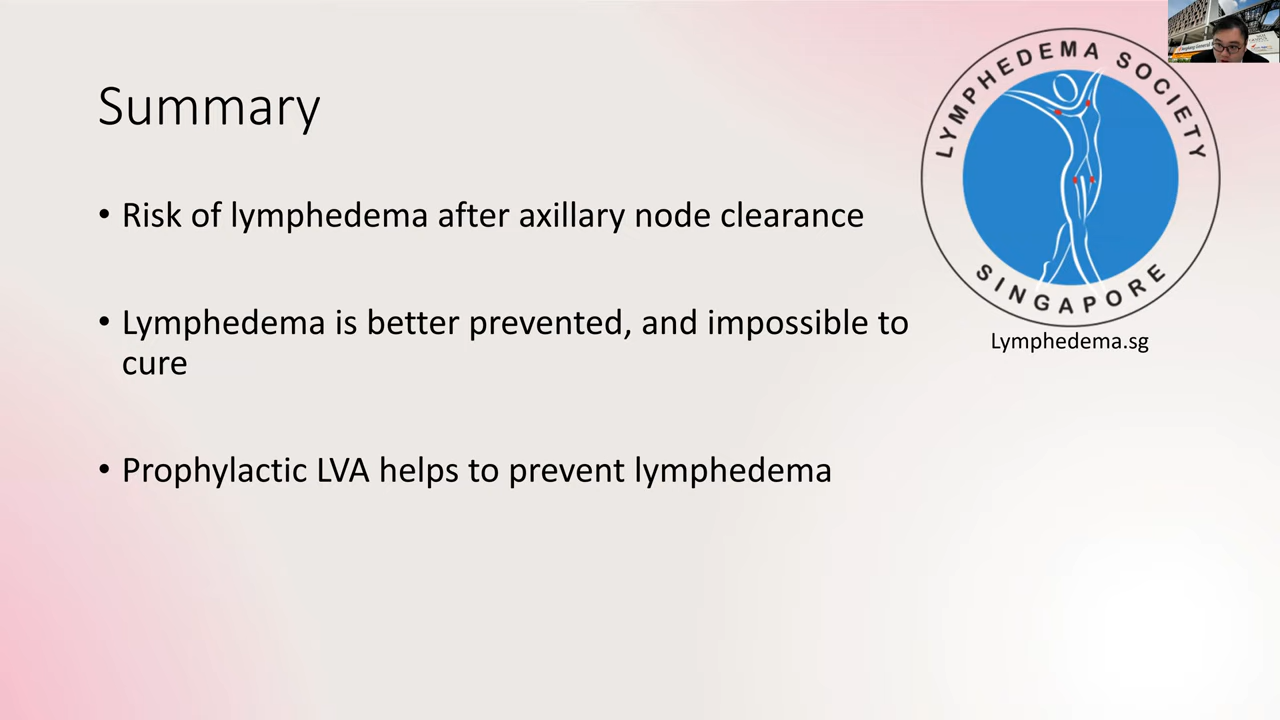 Summary
• Risk of lymphedema after axillary node clearance
• Lymphedema is better prevented, and impossible to
cure
• Prophylactic LVA helps to prevent lymphedema
LYMPHEDEMA SOCIETY
SINGAPORE
Lymphedema.sg